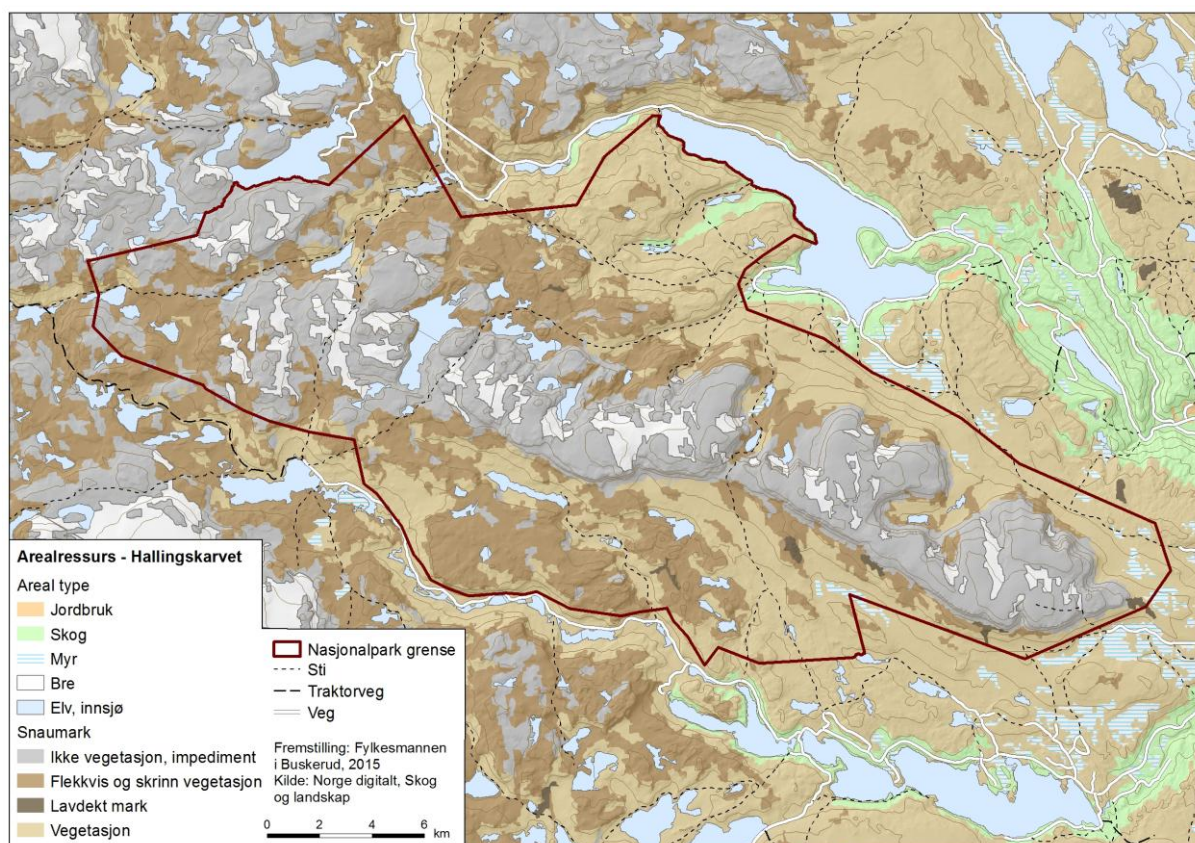 Arealressurs - Hallingskarvet
Areal type
Jordbruk
Skog
Myr
Bre
Elv, innsjø
Snaumark
Ikke vegetasjon, impediment
Flekkvis og skrinn vegetasjon
Lavdekt mark
Vegetasjon
Nasjonalpark grense
Sti
Traktorveg
Veg
Fremstilling: Fylkesmannen
i Buskerud, 2015
Kilde: Norge digitalt, Skog
og landskap
0 2 4 6
km